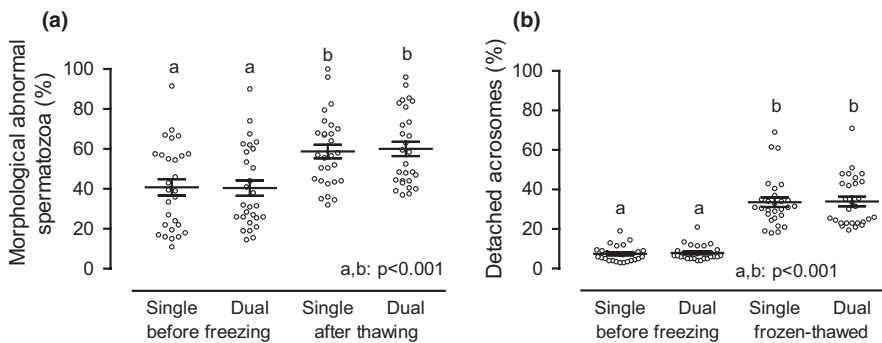 (a)
Morphological abnormal
spermatozoa (%)
100
80
60
40
20
0
a
a
b
b
a,b: p<0.001
Single
Dual
Single
Dual
before freezing
after thawing
(b)
Detached acrosomes (%)
100
80
60
40
20
0
a
a
b
b
a,b: p<0.001
Single
Dual
Single
Dual
before freezing
frozen-thawed